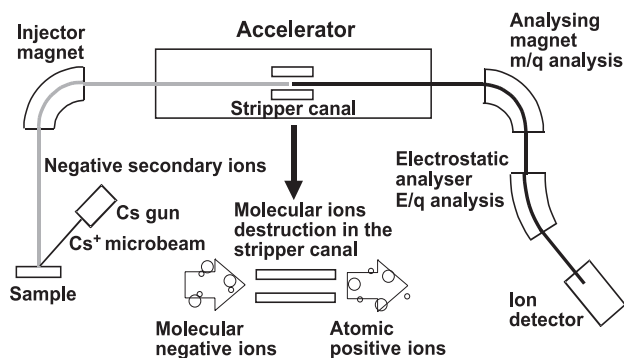 Injector
magnet
Accelerator
Analysing
magnet
m/q analysis
Stripper canal
Negative secondary ions
Electrostatic
analyser
E/q analysis
Cs gun
Cs⁺ microbeam
Molecular ions
destruction in the
stripper canal
Sample
Molecular
negative ions
Atomic
positive ions
Ion
detector